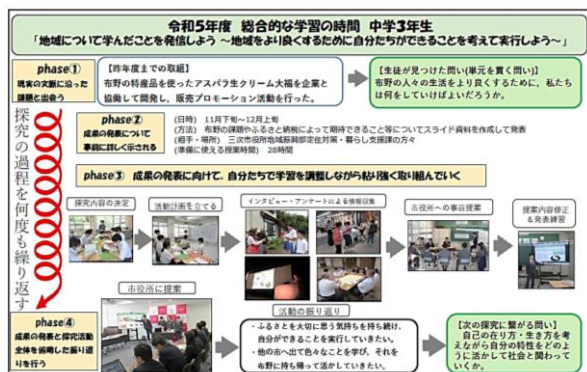 令和5年度 総合的な学習の時間 中学3年生
「地域について学んだことを発信しよう ~地域をより良くするために自分たちができることを考えて実行しよう~」
phase①
現実の文脈に沿った
課題と出会う
【昨年度までの取組】
布野の特産品を使ったアスパラ生クリーム大福を企業と
協働して開発し、販売プロモーション活動を行った。
【生徒が見つけた問い(単元を貫く問い)】
布野の人々の生活をより良くするために、私たち
は何をしていけばよいだろうか。
探究の過程を何度も繰り返す
phase②
成果の発表について
事前に詳しく示される
(日時) 11月下旬~12月上旬
(方法) 布野の課題やふるさと納税によって期待できること等についてスライド資料を作成して発表
(相手・場所) 三次市役所地域振興部定住対策・暮らし支援課の方々
(準備に使える授業時間) 28時間
phase③ 成果の発表に向けて、自分たちで学習を調整しながら粘り強く取り組んでいく
探究内容の決定
活動計画を立てる
インタビュー・アンケートによる情報収集
市役所への事前提案
提案内容修正
&発表練習
市役所に提案
phase④
成果の発表と探究活動
全体を俯瞰した振り返
りを行う
活動の振り返り
・ふるさとを大切に思う気持ちを持ち続け、
自分ができることを実行していきたい。
・他の市へ出て色々なことを学び、それを
布野に持ち帰って活かしていきたい。
【次の探究に繋がる問い】
自己の在り方・生き方を考
えながら自分の特性をどのよ
うに活かして社会と関わって
いくか。